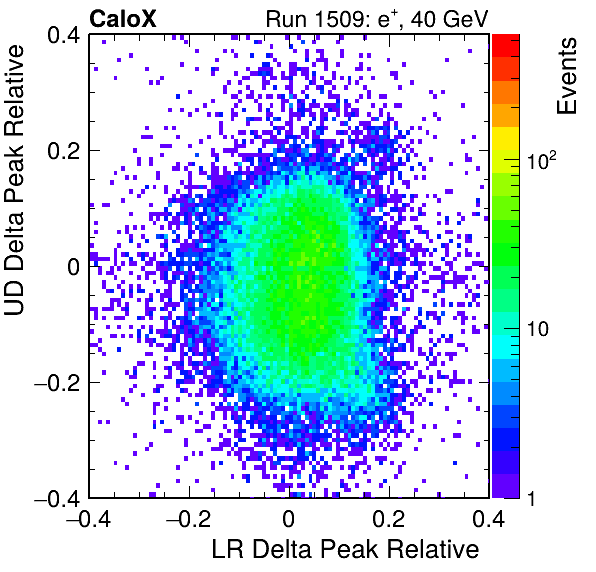 CaloX Run 1509: e⁺, 40 GeV
Events
UD Delta Peak Relative
0.4
0.2
0
−0.2
−0.4
−0.4 −0.2 0 0.2 0.4
LR Delta Peak Relative
10²
10
1